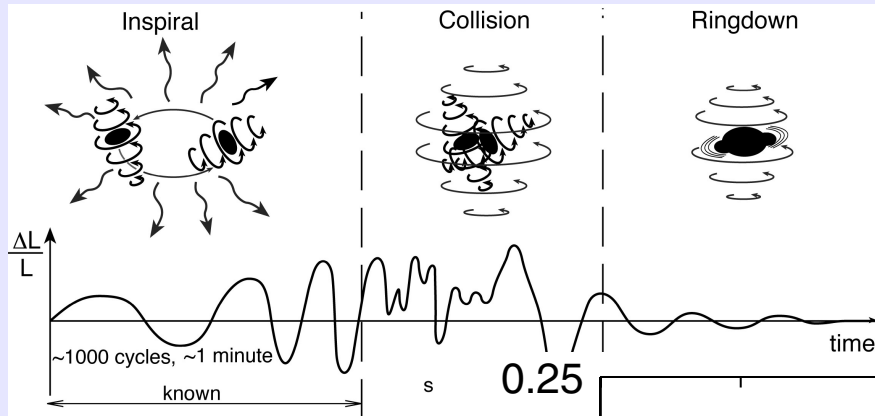 Inspiral Collision Ringdown
ΔL
L
time
~1000 cycles, ~1 minute
known
s
0.25